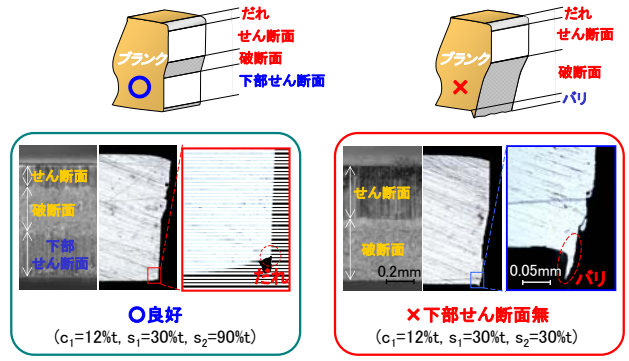 だれ
せん断面
破断面
下部せん断面
ブランク
だれ
せん断面
破断面
バリ
ブランク
せん断面
破断面
下部
せん断面
だれ
せん断面
破断面
0.2mm
0.05mm
バリ
○良好
(c₁=12%t, s₁=30%t, s₂=90%t)
×下部せん断面無
(c₁=12%t, s₁=30%t, s₂=30%t)